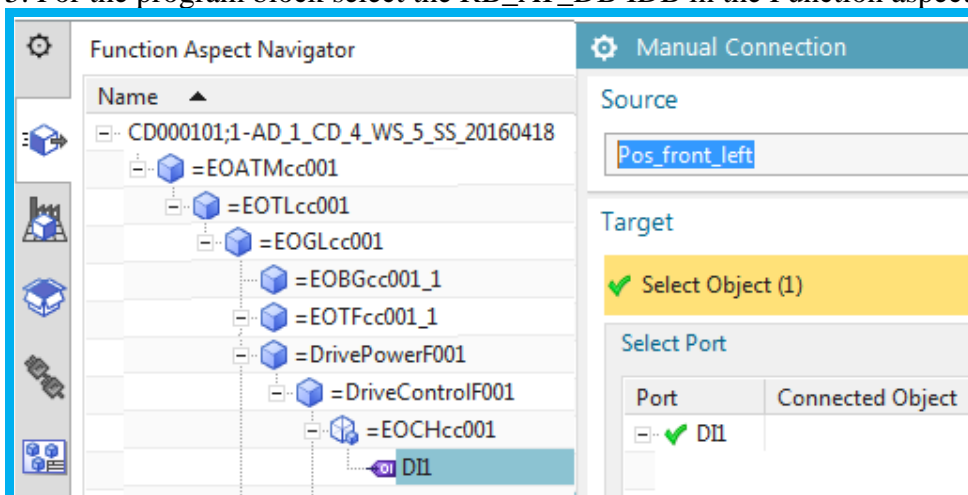 Function Aspect Navigator
Name
CD000101;1-AD_1_CD_4_WS_5_SS_20160418
=EOATMcc001
=EOTLcc001
=EOGLcc001
=EOBGcc001_1
=EOTFcc001_1
=DrivePowerF001
=DriveControlF001
=EOCHcc001
DI1
Manual Connection
Source
Pos_front_left
Target
Select Object (1)
Select Port
Port Connected Object
DI1